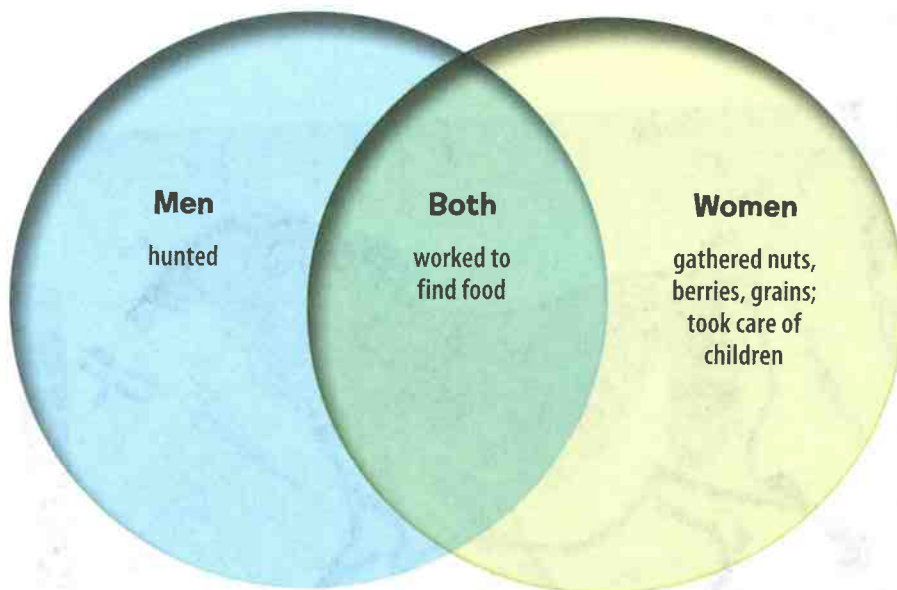 Men
hunted
Both
worked to
find food
Women
gathered nuts,
berries, grains;
took care of
children